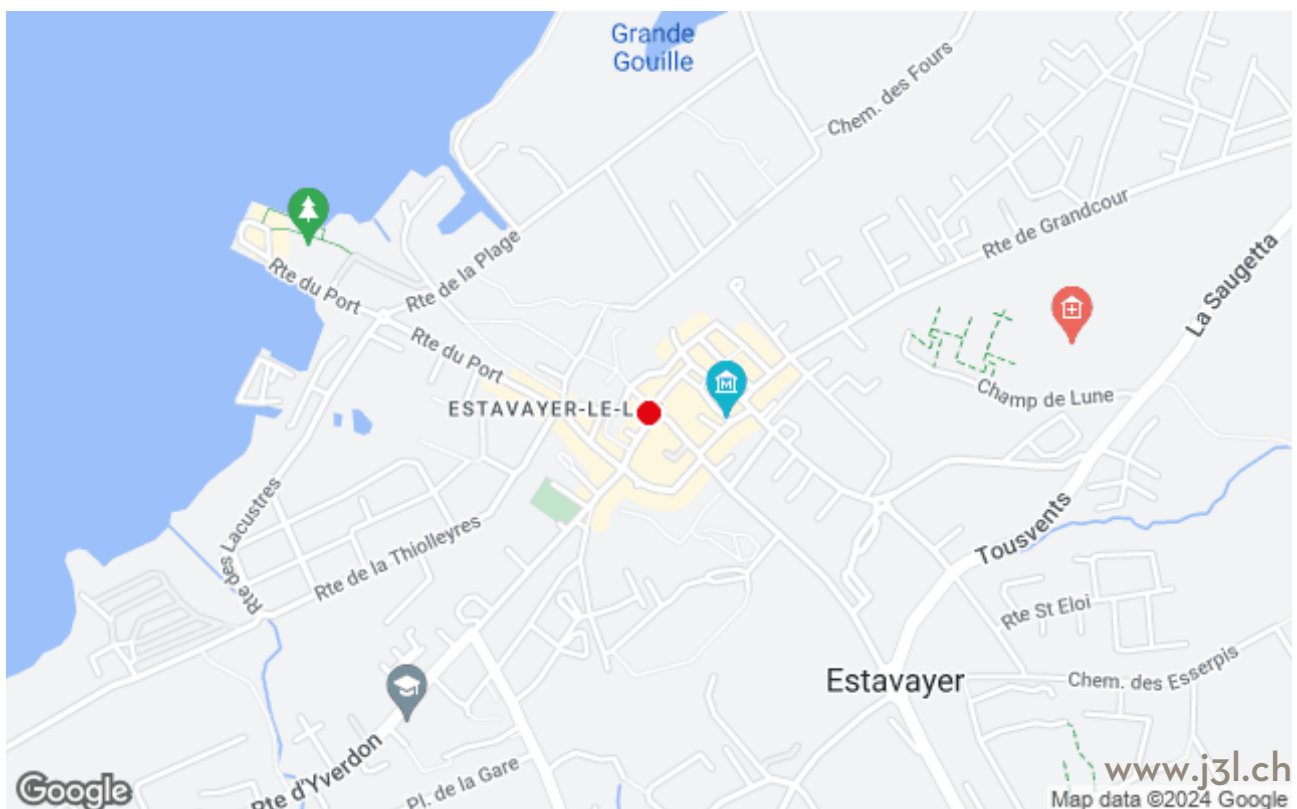 Grande
Gouille
Chem. des Fours
Rte de Grandcour
La Saugetta
Rte de la Plage
Rte du Port
Rte du Port
ESTAVAYER-LE-L
Champ de Lune
Rte des Lacustres
Rte de la Thiolleyres
Tousvents
Rte St Eloi
Estavayer
Chem. des Esserpis
Rte d'Yverdon
Pl. de la Gare
M
Google
www.j3l.ch
Map data ©2024 Google